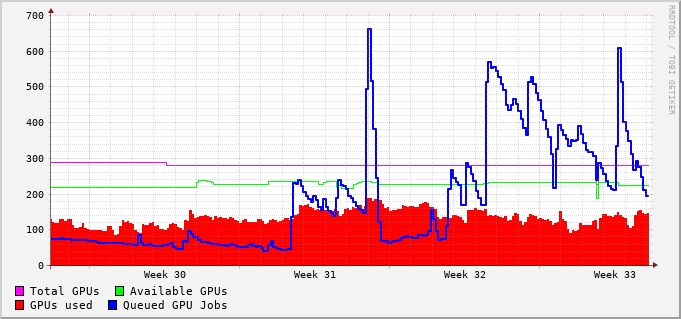 700
600
500
400
300
200
100
0
Week 30 Week 31 Week 32 Week 33
Total GPUs Available GPUs
GPUs used Queued GPU Jobs
RRDTOOL / TOBI OETIKER